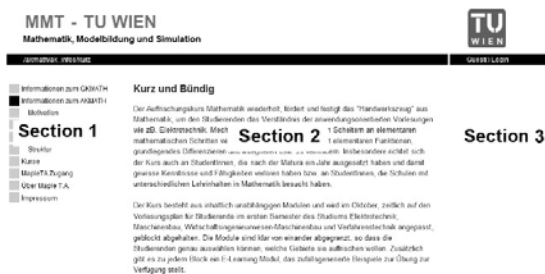 MMT - TU WIEN
Mathematik, Modelbildung und Simulation
TU
WIEN
Guest | Login
Informationen zum GKMATH
Informationen zum AKMATH
Motivation
Section 1
Struktur
Kurse
MapleTA Zugang
Über Maple T.A.
Impressum
Kurz und Bündig
Der Auffrischungskurs Mathematik wiederholt, fördert und festigt das "Handwerkszeug" aus
Mathematik, um den Studierenden das Verständnis der anwendungsorientierten Vorlesungen
wie zB. Elektrotechnik, Mech Scheitern an elementaren
mathematischen Schritten ve Section 2 elementaren Funktionen,
grundlegendes Differenzieren Insbesondere richtet sich
der Kurs auch an StudentInnen, die nach der Matura ein Jahr ausgesetzt haben und damit
gewisse Kenntnisse und Fähigkeiten verloren haben bzw. an StudentInnen, die Schulen mit
unterschiedlichen Lehrinhalten in Mathematik besucht haben.
Der Kurs besteht aus inhaltlich unabhängigen Modulen und wird im Oktober, zeitlich auf den
Vorlesungsplan für Studierende im ersten Semester des Studiums Elektrotechnik,
Maschinenbau, Wirtschaftsingenieurwesen-Maschinenbau und Verfahrenstechnik angepasst,
geblockt abgehalten. Die Module sind klar von einander abgegrenzt, so dass die
Studierenden genau auswählen können, welche Gebiete sie auffrischen wollen. Zusätzlich
gibt es zu jedem Block ein E-Learning Modul, das zufallsgenerierte Beispiele zur Übung zur
Verfügung stellt.
Section 3